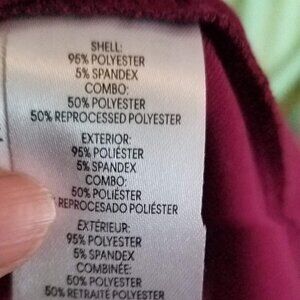 SHELL:
95% POLYESTER
5% SPANDEX
COMBO:
50% POLYESTER
50% REPROCESSED POLYESTER
EXTERIOR:
95% POLIÉSTER
5% SPANDEX
COMBO:
50% POLIÉSTER
REPROCESADO POLIÉSTER
EXTÉRIEUR:
95% POLYESTER
5% SPANDEX
COMBINÉE:
50% POLYESTER
50% RETRAITÉ POLYESTER